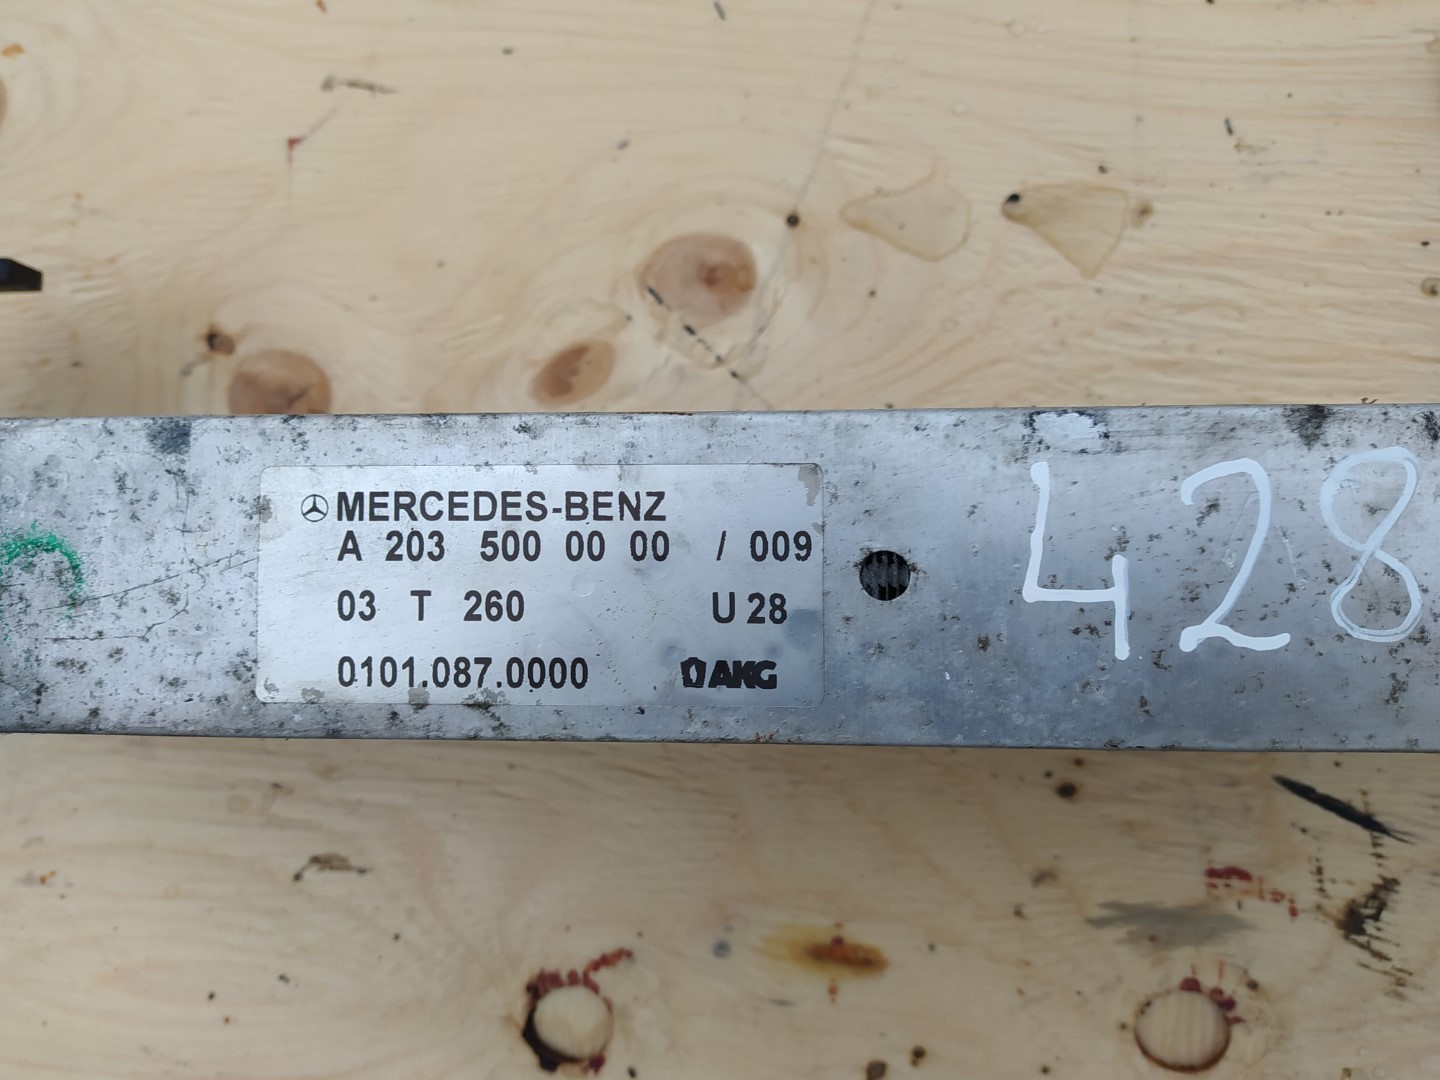 MERCEDES-BENZ
A 203 500 00 00 / 009
03 T 260 U 28
0101.087.0000 AKG
428